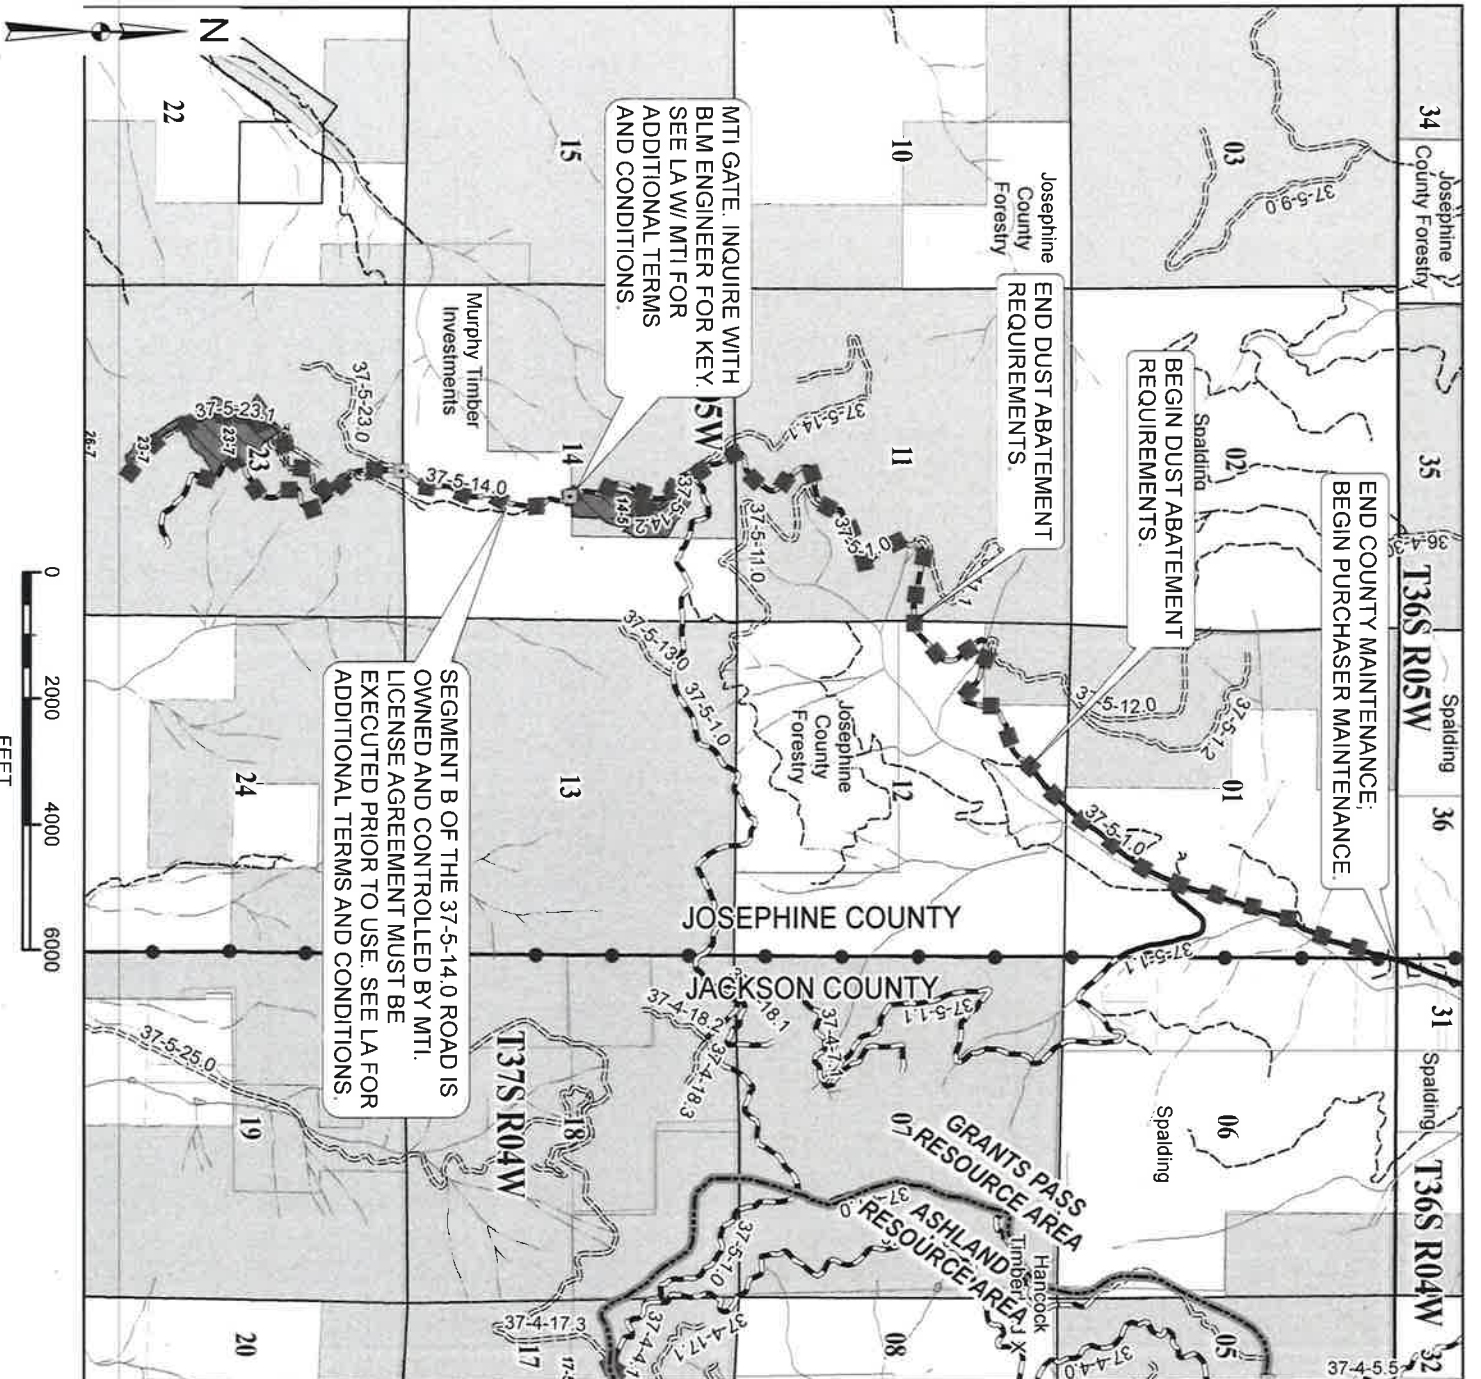 N
34
Josephine
County Forestry
35
T36S R05W
Spalding
36
31
Spalding
T36S R04W
32
37-4-5.5
03
37-5-9.0
02
Spalding
END COUNTY MAINTENANCE;
BEGIN PURCHASER MAINTENANCE.
BEGIN DUST ABATEMENT
REQUIREMENTS.
37-5-12.0
37-5-1.2
01
37-5-1.0
37-5-1.1
06
Spalding
05
37-4-4.0
10
Josephine
County
Forestry
END DUST ABATEMENT
REQUIREMENTS.
11
37-5-14.1
37-5-1.0
37-5-11.0
12
Josephine
County
Forestry
JOSEPHINE COUNTY
JACKSON COUNTY
37-5-1.1
37-4-7.
18.1
37-4-18.2
37-4-18.3
GRANTS PASS
RESOURCE AREA
ASHLAND
RESOURCE AREA
Hancock
Timber
08
15
MTI GATE. INQUIRE WITH
BLM ENGINEER FOR KEY.
SEE LA W/ MTI FOR
ADDITIONAL TERMS
AND CONDITIONS.
05W
14
14-5
37-5-14.0
Murphy Timber
Investments
37-5-13.0
37-5-1.0
13
18
T37S R04W
37-5-1.0
37-4-17.1
37-4-17.3
17
22
23
37-5-23.0
37-5-23.1
23-7
23-7
26-7
SEGMENT B OF THE 37-5-14.0 ROAD IS
OWNED AND CONTROLLED BY MTI.
LICENSE AGREEMENT MUST BE
EXECUTED PRIOR TO USE. SEE LA FOR
ADDITIONAL TERMS AND CONDITIONS.
24
37-5-25.0
19
20
0 2000 4000 6000
FEET